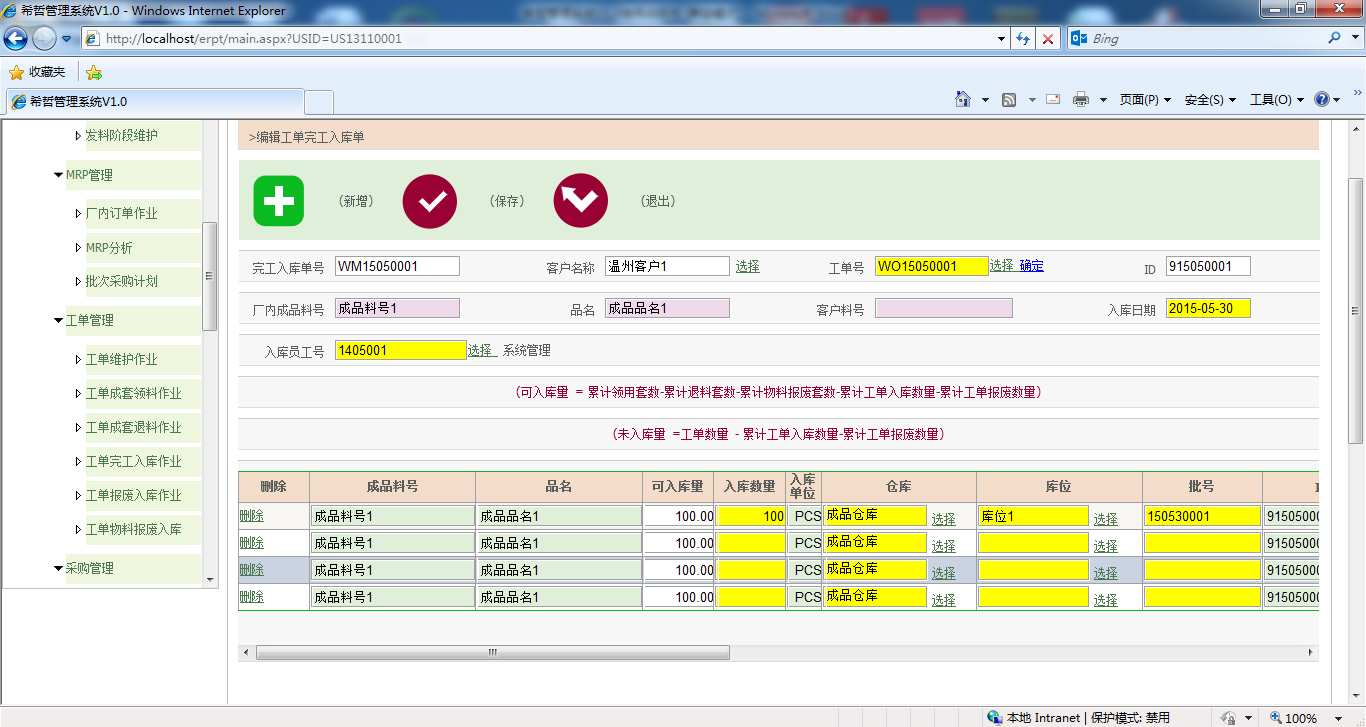 希哲管理系统V1.0 - Windows Internet Explorer
http://localhost/erpt/main.aspx?USID=US13110001
Bing
收藏夹
希哲管理系统V1.0
页面(P) 安全(S) 工具(O)
发料阶段维护
MRP管理
厂内订单作业
MRP分析
批次采购计划
工单管理
工单维护作业
工单成套领料作业
工单成套退料作业
工单完工入库作业
工单报废入库作业
工单物料报废入库
采购管理
>编辑工单完工入库单
（新增） （保存） （退出）
完工入库单号 WM15050001 客户名称 温州客户1 选择 工单号 WO15050001 选择 确定 ID 915050001
厂内成品料号 成品料号1 品名 成品品名1 客户料号 入库日期 2015-05-30
入库员工号 1405001 选择 系统管理
（可入库量 = 累计领用套数-累计退料套数-累计物料报废套数-累计工单入库数量-累计工单报废数量）
（未入库量 =工单数量 - 累计工单入库数量-累计工单报废数量）
删除 成品料号 品名 可入库量 入库数量 入库单位 仓库 库位 批号
删除 成品料号1 成品品名1 100.00 100 PCS 成品仓库 选择 库位1 选择 150530001 915050
删除 成品料号1 成品品名1 100.00 PCS 成品仓库 选择 选择 915050
删除 成品料号1 成品品名1 100.00 PCS 成品仓库 选择 选择 915050
删除 成品料号1 成品品名1 100.00 PCS 成品仓库 选择 选择 915050
本地 Intranet | 保护模式: 禁用
100%